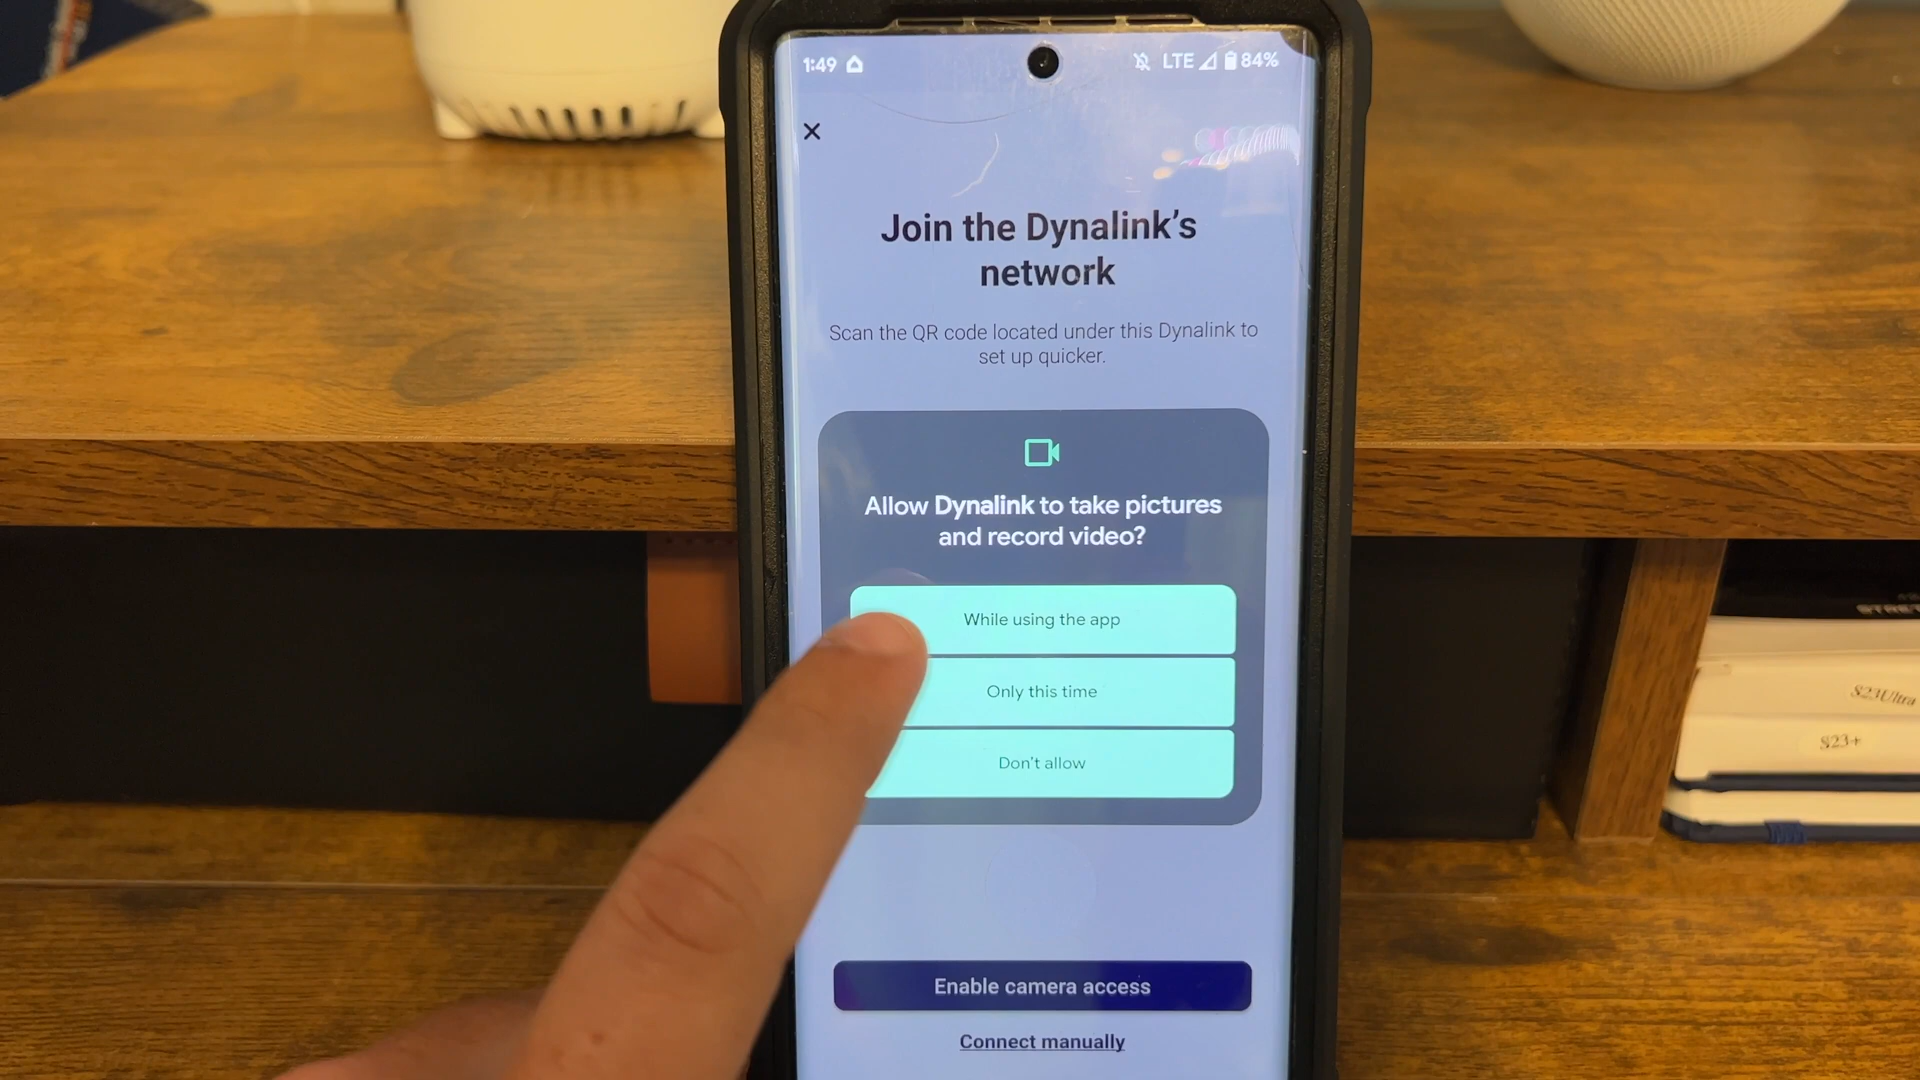 1:49
LTE 84%
Join the Dynalink's
network
Scan the QR code located under this Dynalink to
set up quicker.
Allow Dynalink to take pictures
and record video?
While using the app
Only this time
Don't allow
Enable camera access
Connect manually
S23Ultra
S23+